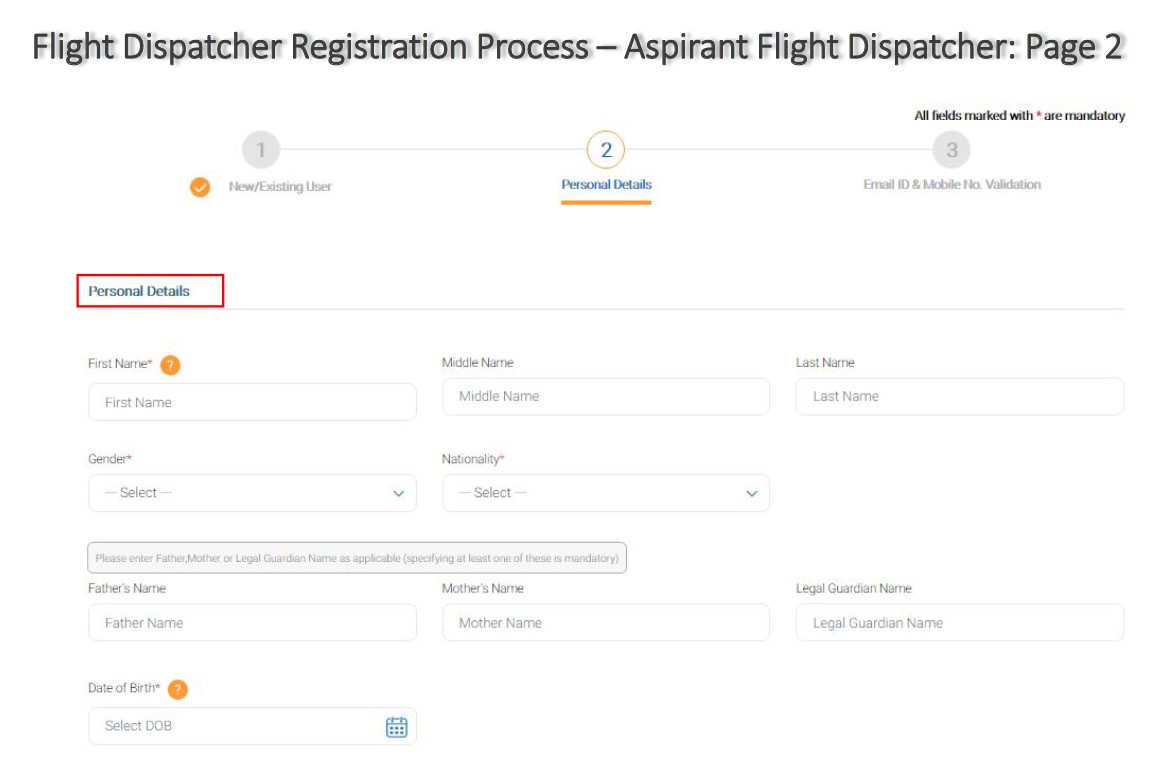 Flight Dispatcher Registration Process – Aspirant Flight Dispatcher: Page 2
All fields marked with * are mandatory
1 2 3
New/Existing User Personal Details Email ID & Mobile No. Validation
Personal Details
First Name* ? Middle Name Last Name
First Name Middle Name Last Name
Gender* Nationality*
--- Select --- --- Select ---
Please enter Father,Mother or Legal Guardian Name as applicable (specifying at least one of these is mandatory)
Father's Name Mother's Name Legal Guardian Name
Father Name Mother Name Legal Guardian Name
Date of Birth* ?
Select DOB